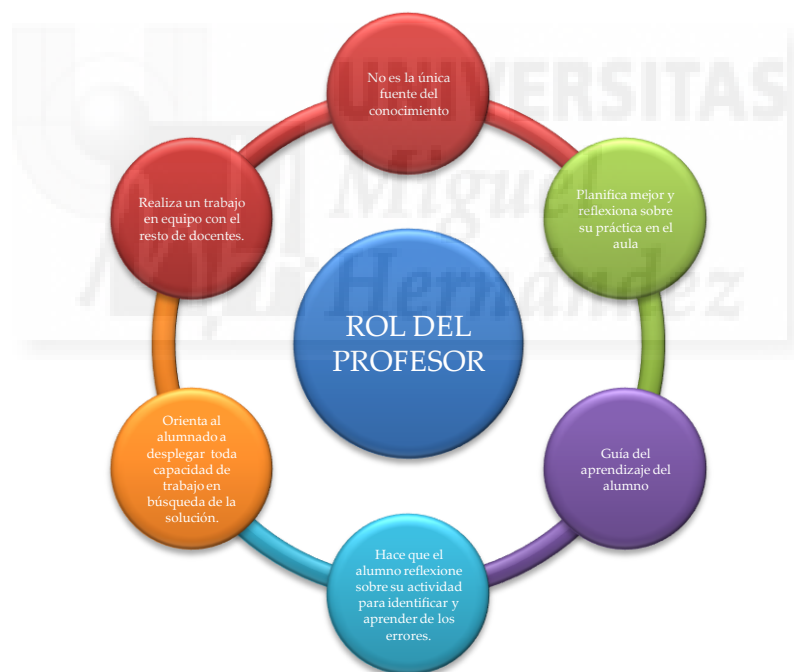 No es la única
fuente del
conocimiento
Planifica mejor y
reflexiona sobre
su práctica en el
aula
Guía del
aprendizaje del
alumno
Hace que el
alumno reflexione
sobre su actividad
para identificar y
aprender de los
errores.
Orienta al
alumnado a
desplegar toda
capacidad de
trabajo en
búsqueda de la
solución.
Realiza un trabajo
en equipo con el
resto de docentes.
ROL DEL
PROFESOR
UNIVERSITAS
Miguel
Hernández